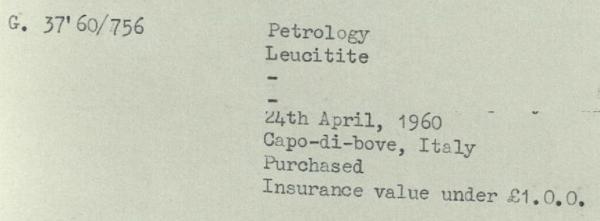 G. 37'60/756
Petrology
Leucitite
-
-
24th April, 1960
Capo-di-bove, Italy
Purchased
Insurance value under £1.0.0.